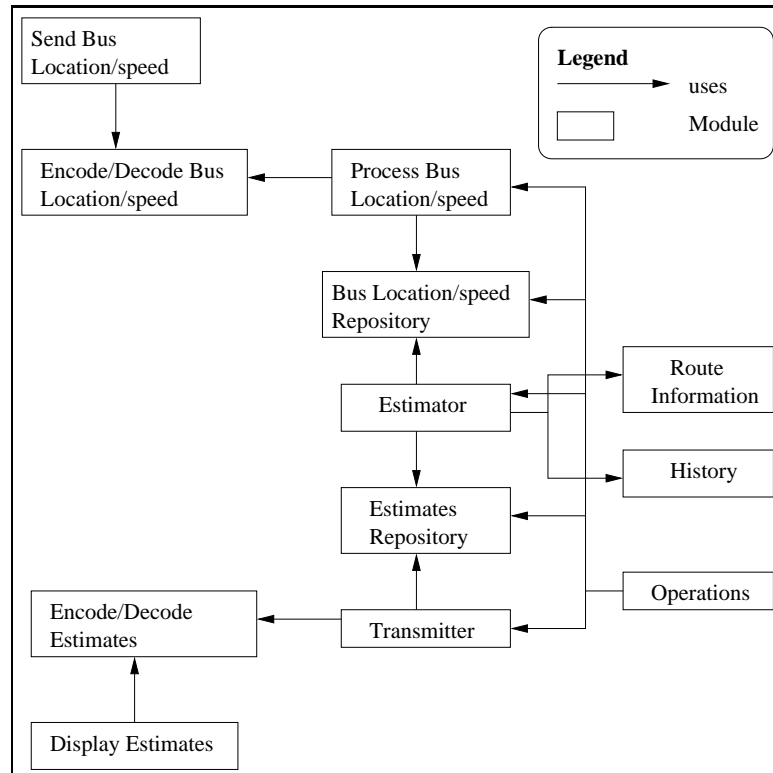 Send Bus
Location/speed
Legend
uses
Module
Encode/Decode Bus
Location/speed
Process Bus
Location/speed
Bus Location/speed
Repository
Route
Information
Estimator
History
Estimates
Repository
Operations
Encode/Decode
Estimates
Transmitter
Display Estimates